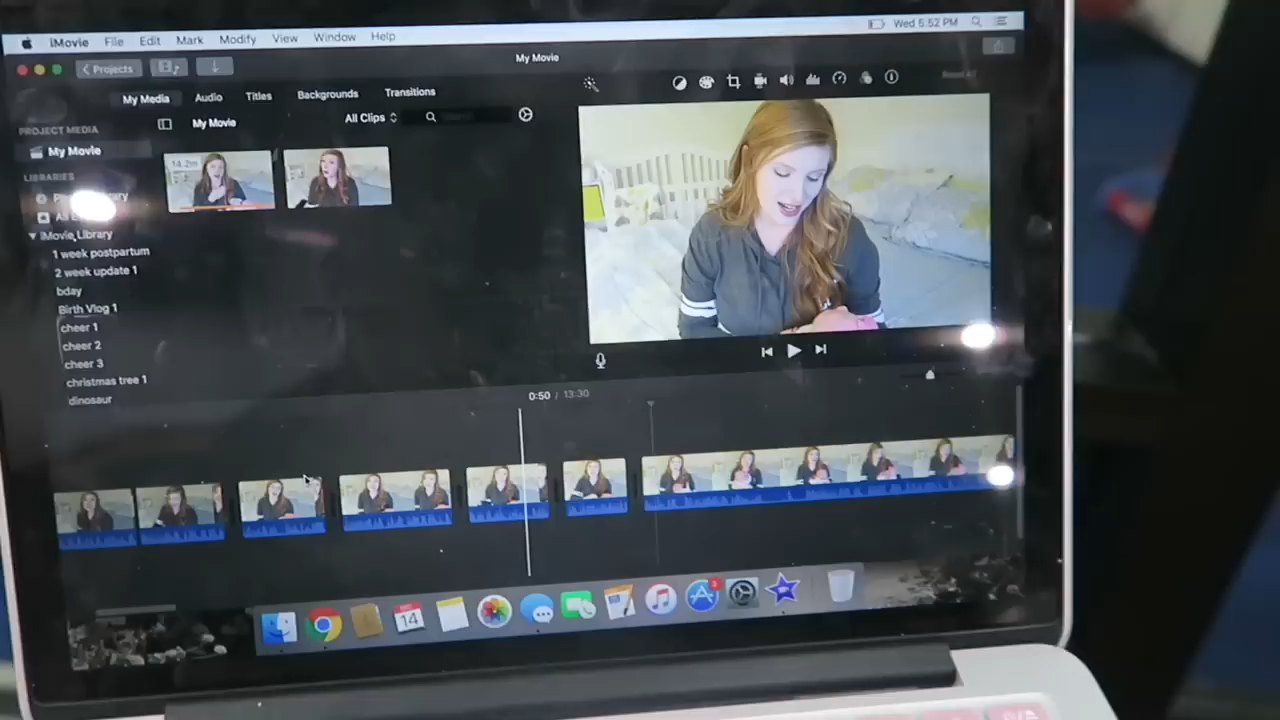 iMovie File Edit Mark Modify View Window Help Wed 5:52 PM
Projects My Movie
My Media Audio Titles Backgrounds Transitions
PROJECT MEDIA My Movie All Clips
My Movie
LIBRARIES
14.2m
iMovie Library
1 week postpartum
2 week update 1
bday
Birth Vlog 1
cheer 1
cheer 2
cheer 3
christmas tree 1
dinosaur
0:50 / 13:30
14
3